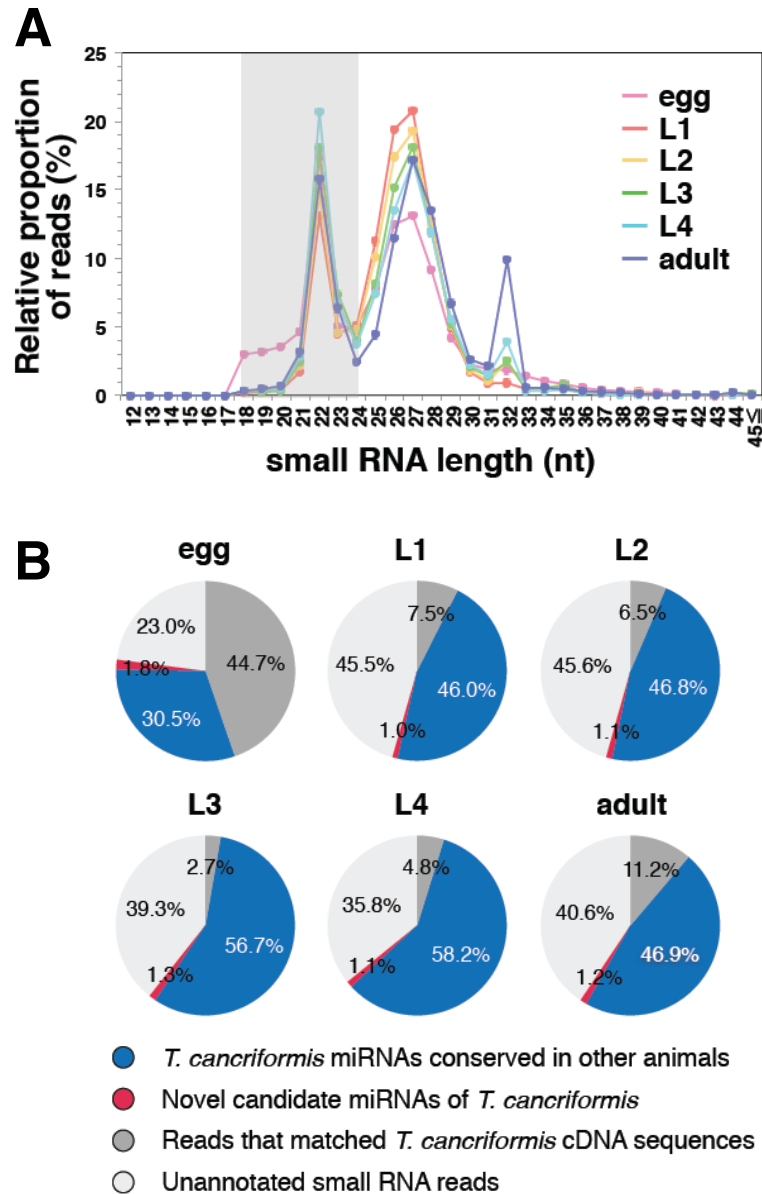 A
Relative proportion
of reads (%)
25
20
15
10
5
0
egg
L1
L2
L3
L4
adult
12 13 14 15 16 17 18 19 20 21 22 23 24 25 26 27 28 29 30 31 32 33 34 35 36 37 38 39 40 41 42 43 44 45≦
small RNA length (nt)
B
egg L1 L2
23.0% 44.7% 1.8% 30.5%
7.5% 45.5% 46.0% 1.0%
6.5% 45.6% 46.8% 1.1%
L3 L4 adult
2.7% 39.3% 56.7% 1.3%
4.8% 35.8% 58.2% 1.1%
11.2% 40.6% 46.9% 1.2%
T. cancriformis miRNAs conserved in other animals
Novel candidate miRNAs of T. cancriformis
Reads that matched T. cancriformis cDNA sequences
Unannotated small RNA reads